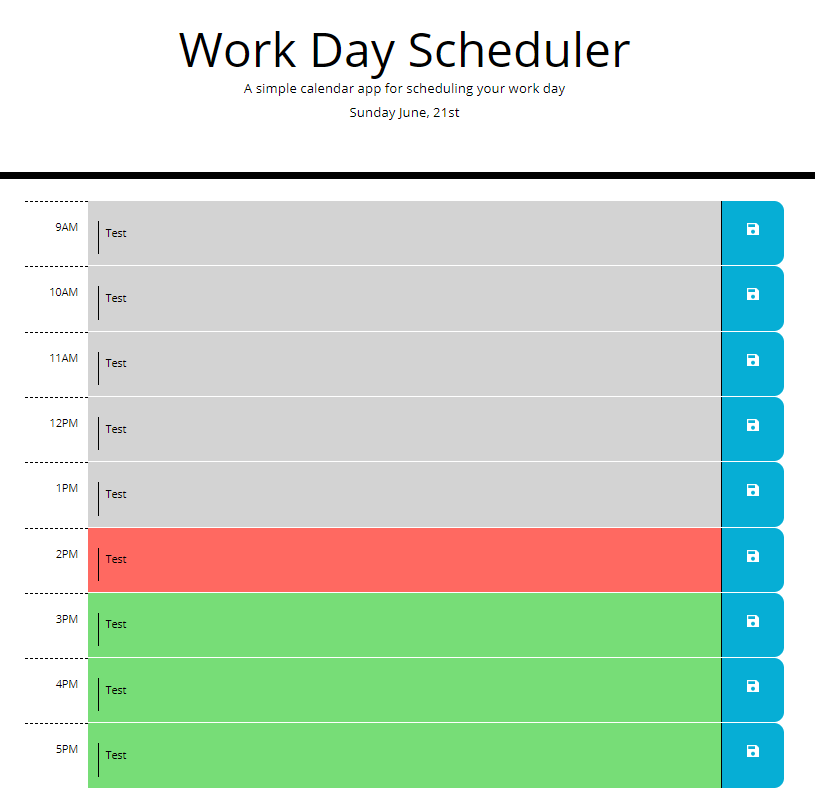 Work Day Scheduler
A simple calendar app for scheduling your work day
Sunday June, 21st
9AM Test
10AM Test
11AM Test
12PM Test
1PM Test
2PM Test
3PM Test
4PM Test
5PM Test